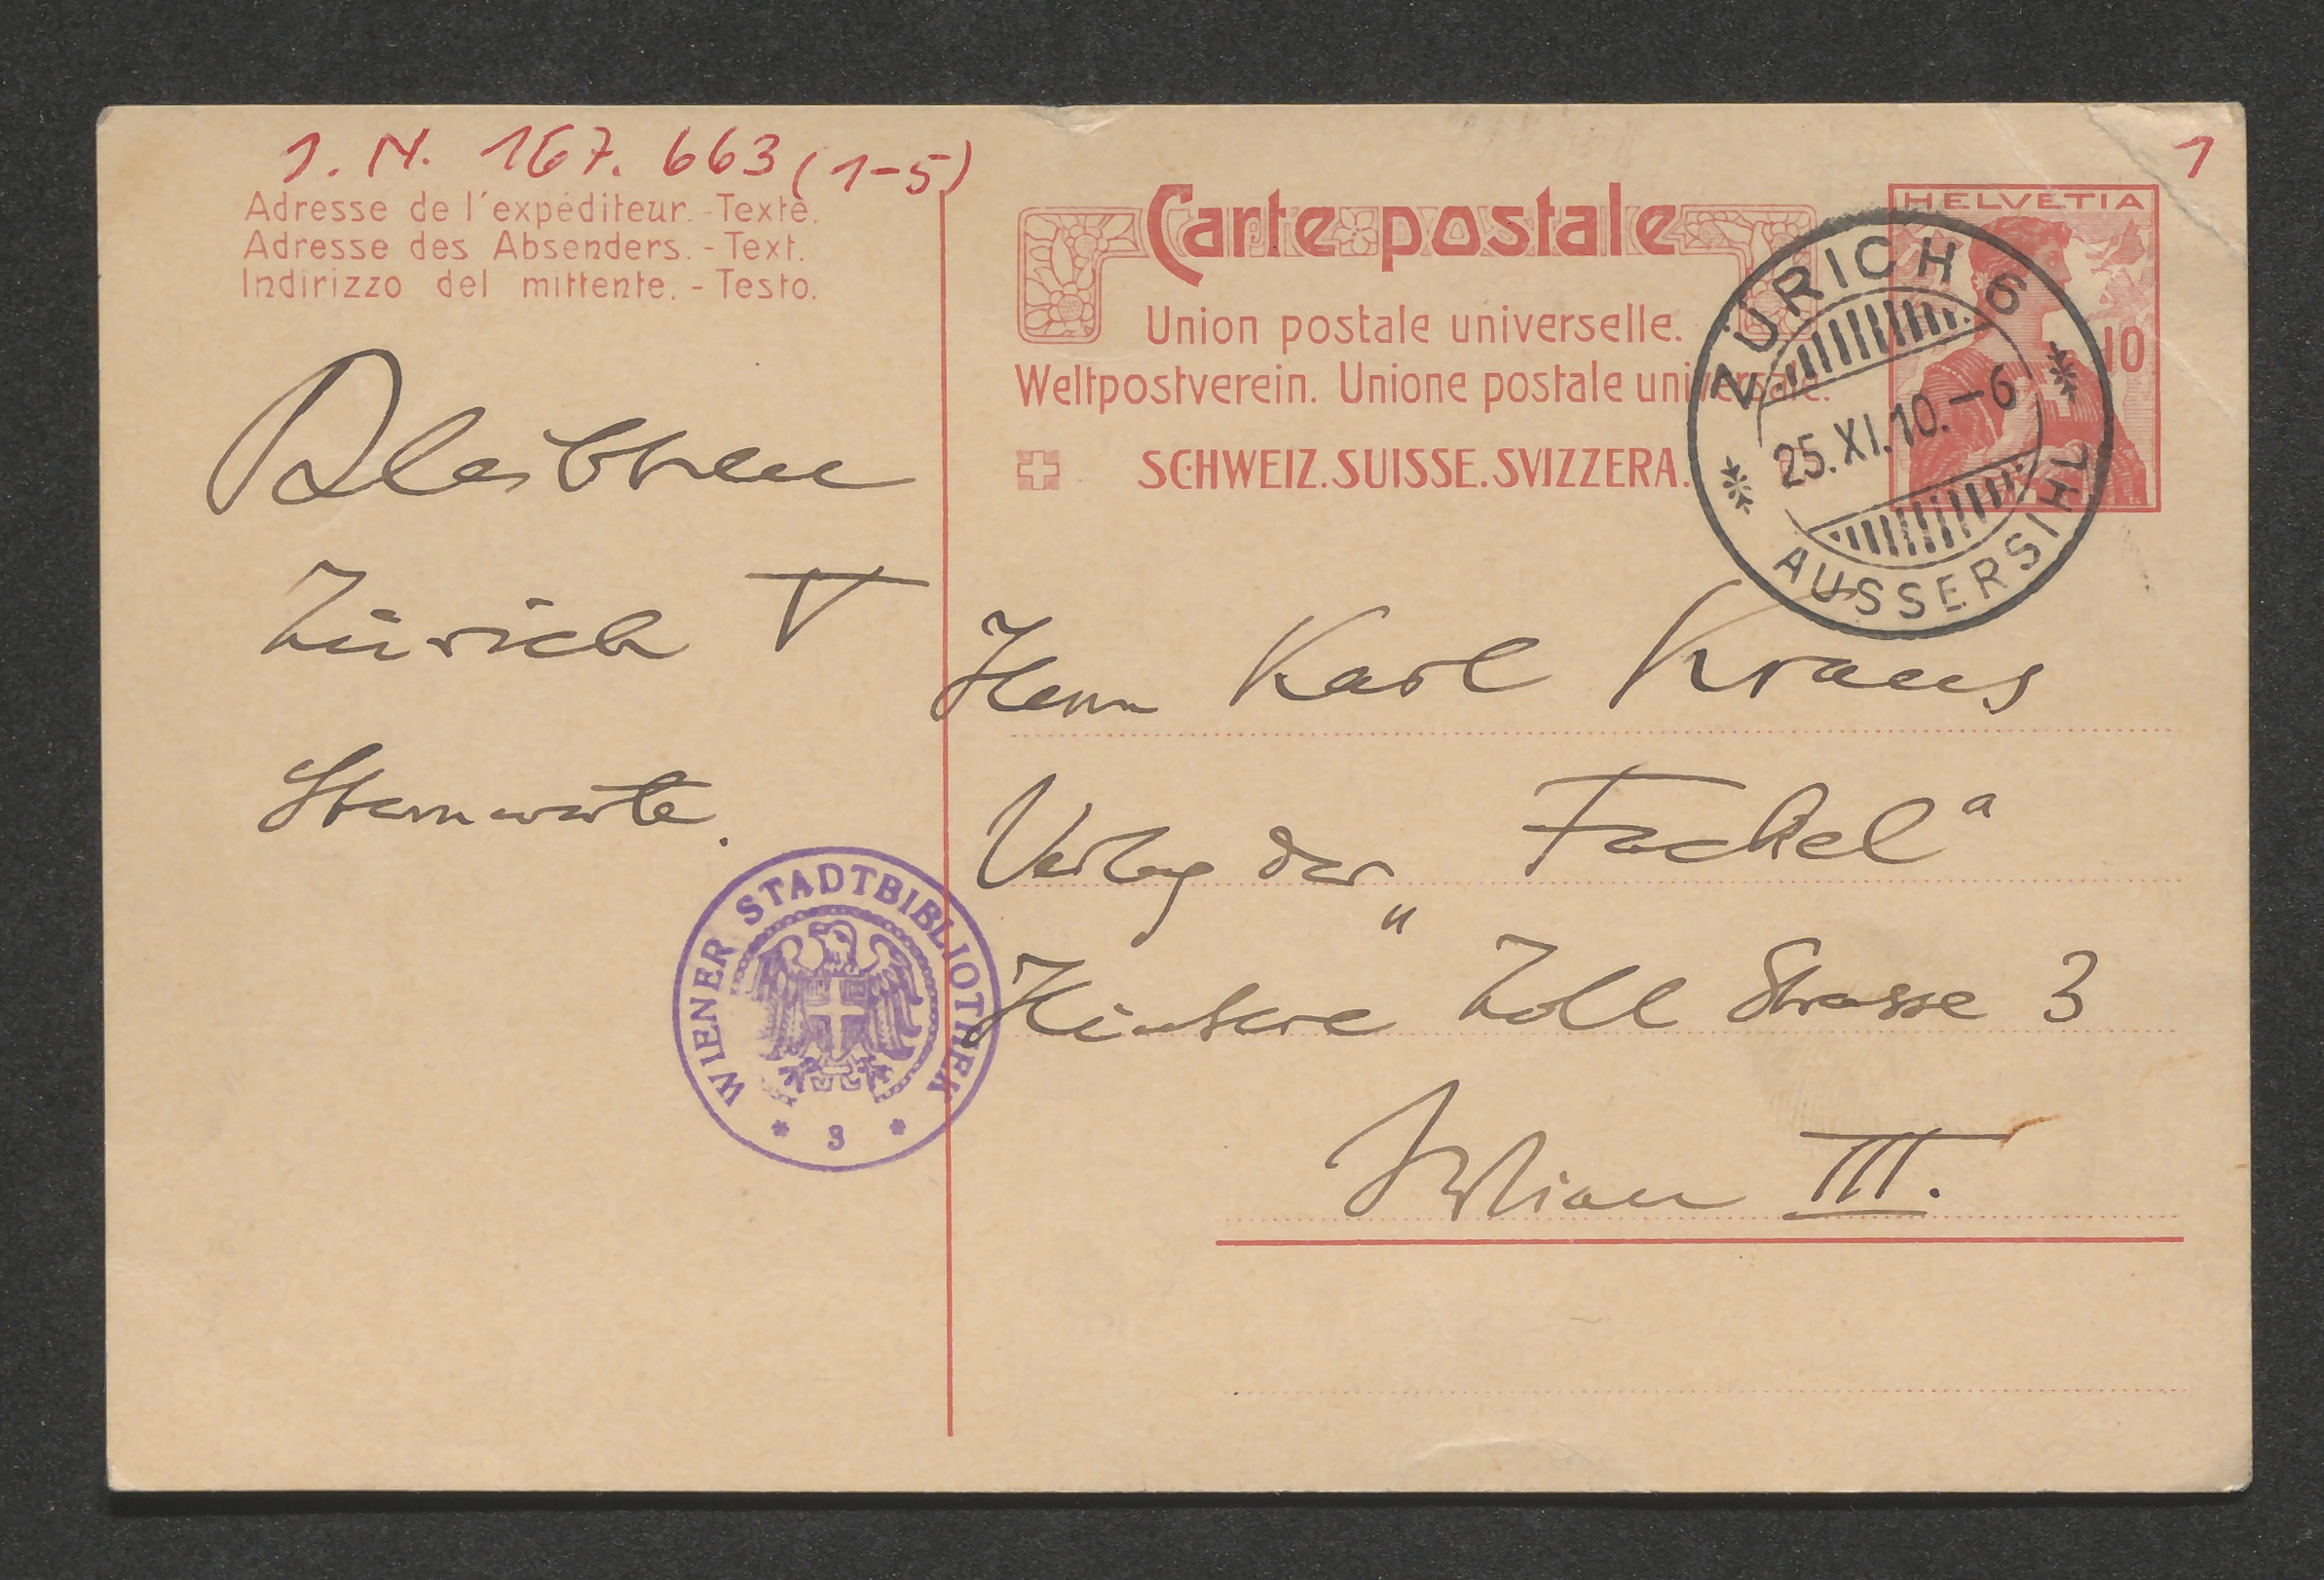 I. N. 167.663 (1-5)
1
Adresse de l'expéditeur. - Texte.
Adresse des Absenders. - Text.
Indirizzo del mittente. - Testo.
Zürich V
Sternwarte.
Carte postale
Union postale universelle.
Weltpostverein. Unione postale universale.
SCHWEIZ. SUISSE. SVIZZERA.
HELVETIA
10
ZÜRICH 6
25.XI.10.-6
AUSSERSIHL
Herrn Karl Kraus
Verlag der „Fackel“
Hintere Zoll Strasse 3
Wien III.
WIENER STADTBIBLIOTHEK
* 3 *